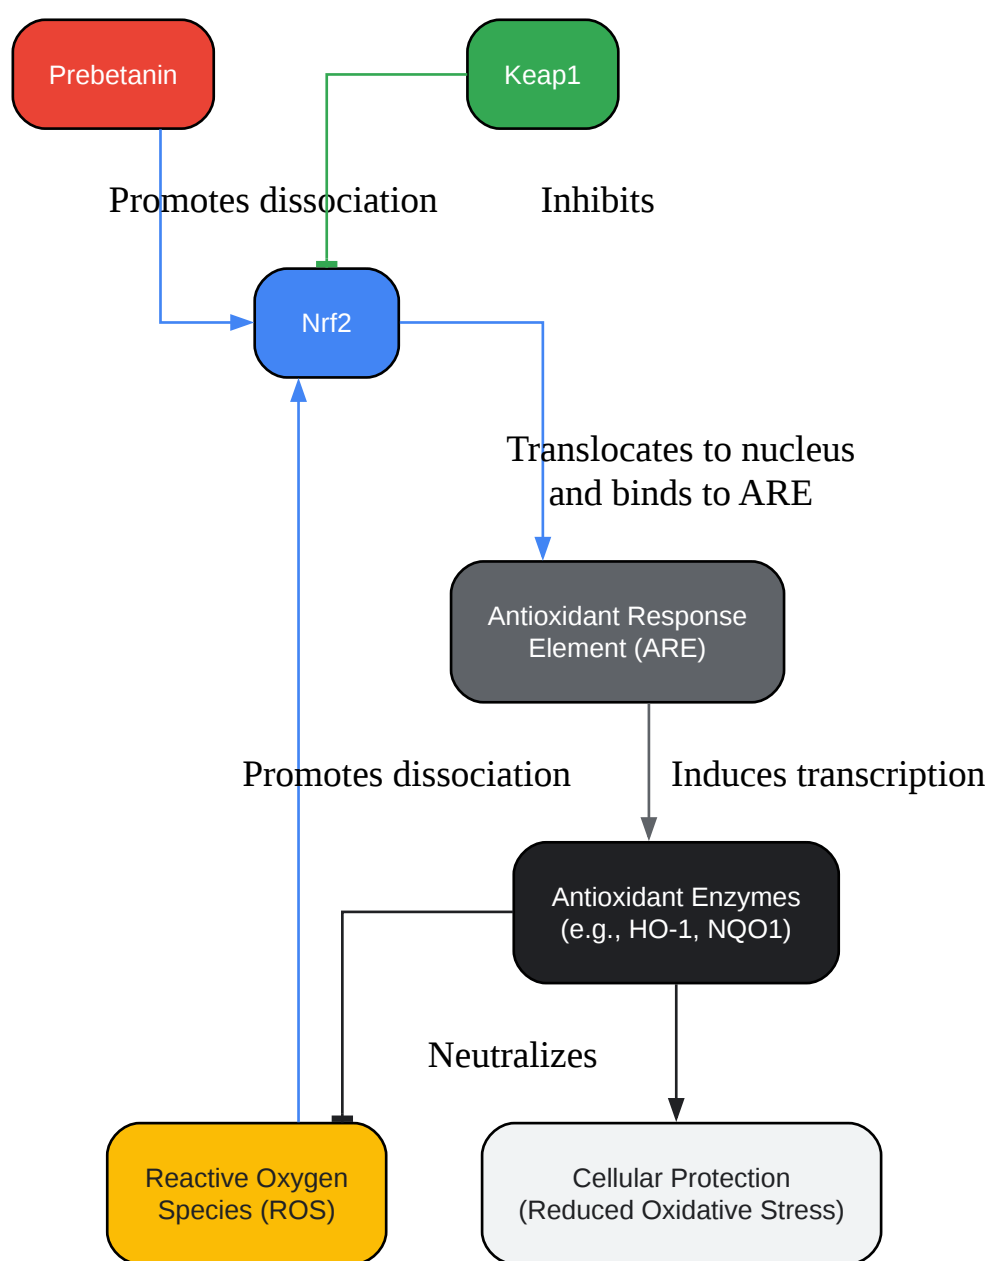 Prebetanin
Keap1
Promotes dissociation
Inhibits
Nrf2
Translocates to nucleus
and binds to ARE
Antioxidant Response
Element (ARE)
Promotes dissociation
Induces transcription
Antioxidant Enzymes
(e.g., HO-1, NQO1)
Neutralizes
Reactive Oxygen
Species (ROS)
Cellular Protection
(Reduced Oxidative Stress)